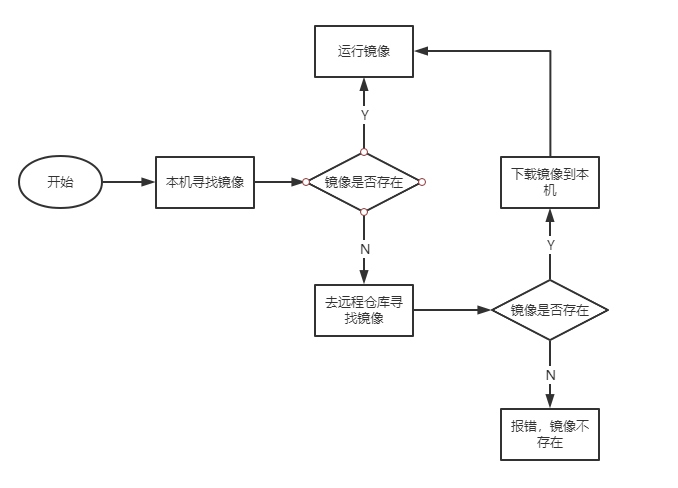 运行镜像
Y
开始
本机寻找镜像
镜像是否存在
下载镜像到本
机
Y
N
去远程仓库寻
找镜像
镜像是否存在
N
报错，镜像不
存在